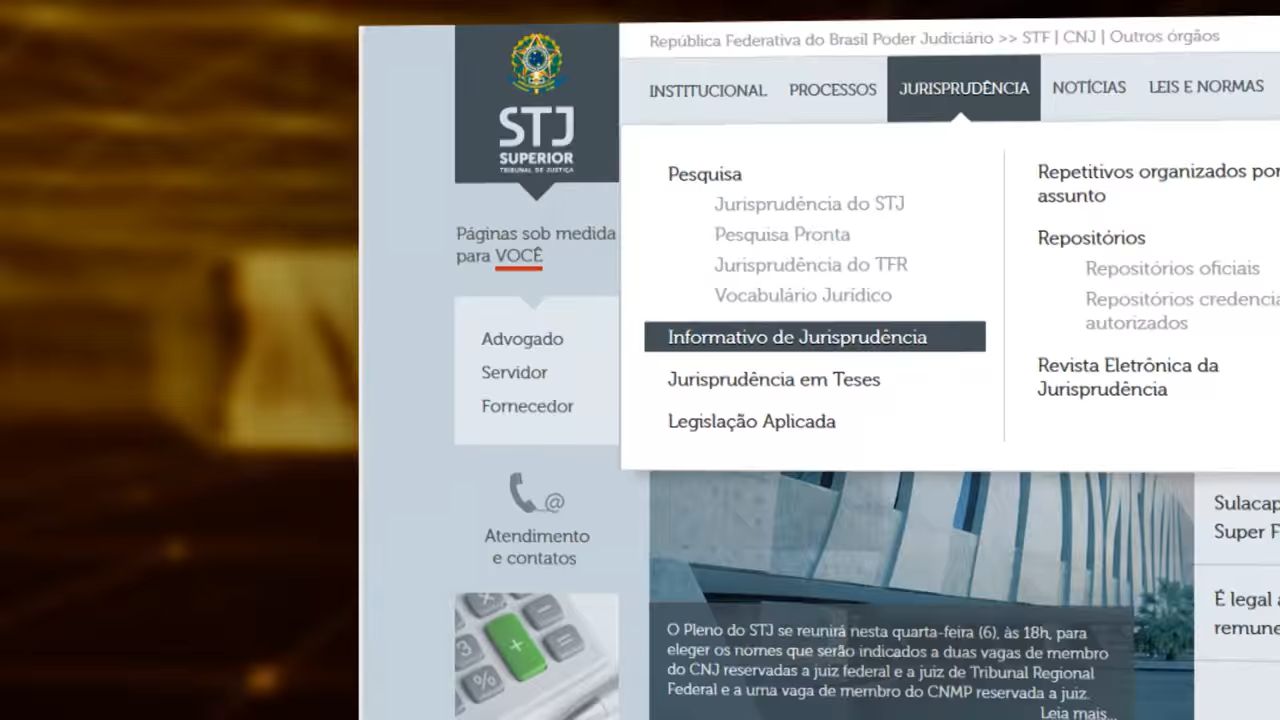 República Federativa do Brasil Poder Judiciário >> STF | CNJ | Outros órgãos
INSTITUCIONAL PROCESSOS JURISPRUDÊNCIA NOTÍCIAS LEIS E NORMAS
STJ
SUPERIOR
TRIBUNAL DE JUSTIÇA
Páginas sob medida
para VOCÊ
Advogado
Servidor
Fornecedor
Atendimento
e contatos
Pesquisa
Jurisprudência do STJ
Pesquisa Pronta
Jurisprudência do TFR
Vocabulário Jurídico
Informativo de Jurisprudência
Jurisprudência em Teses
Legislação Aplicada
Repetitivos organizados por
assunto
Repositórios
Repositórios oficiais
Repositórios credencia
autorizados
Revista Eletrônica da
Jurisprudência
O Pleno do STJ se reunirá nesta quarta-feira (6), às 18h, para
eleger os nomes que serão indicados a duas vagas de membro
do CNJ reservadas a juiz federal e a juiz de Tribunal Regional
Federal e a uma vaga de membro do CNMP reservada a juiz.
Leia mais...
Sulacap
Super F
É legal a
remune